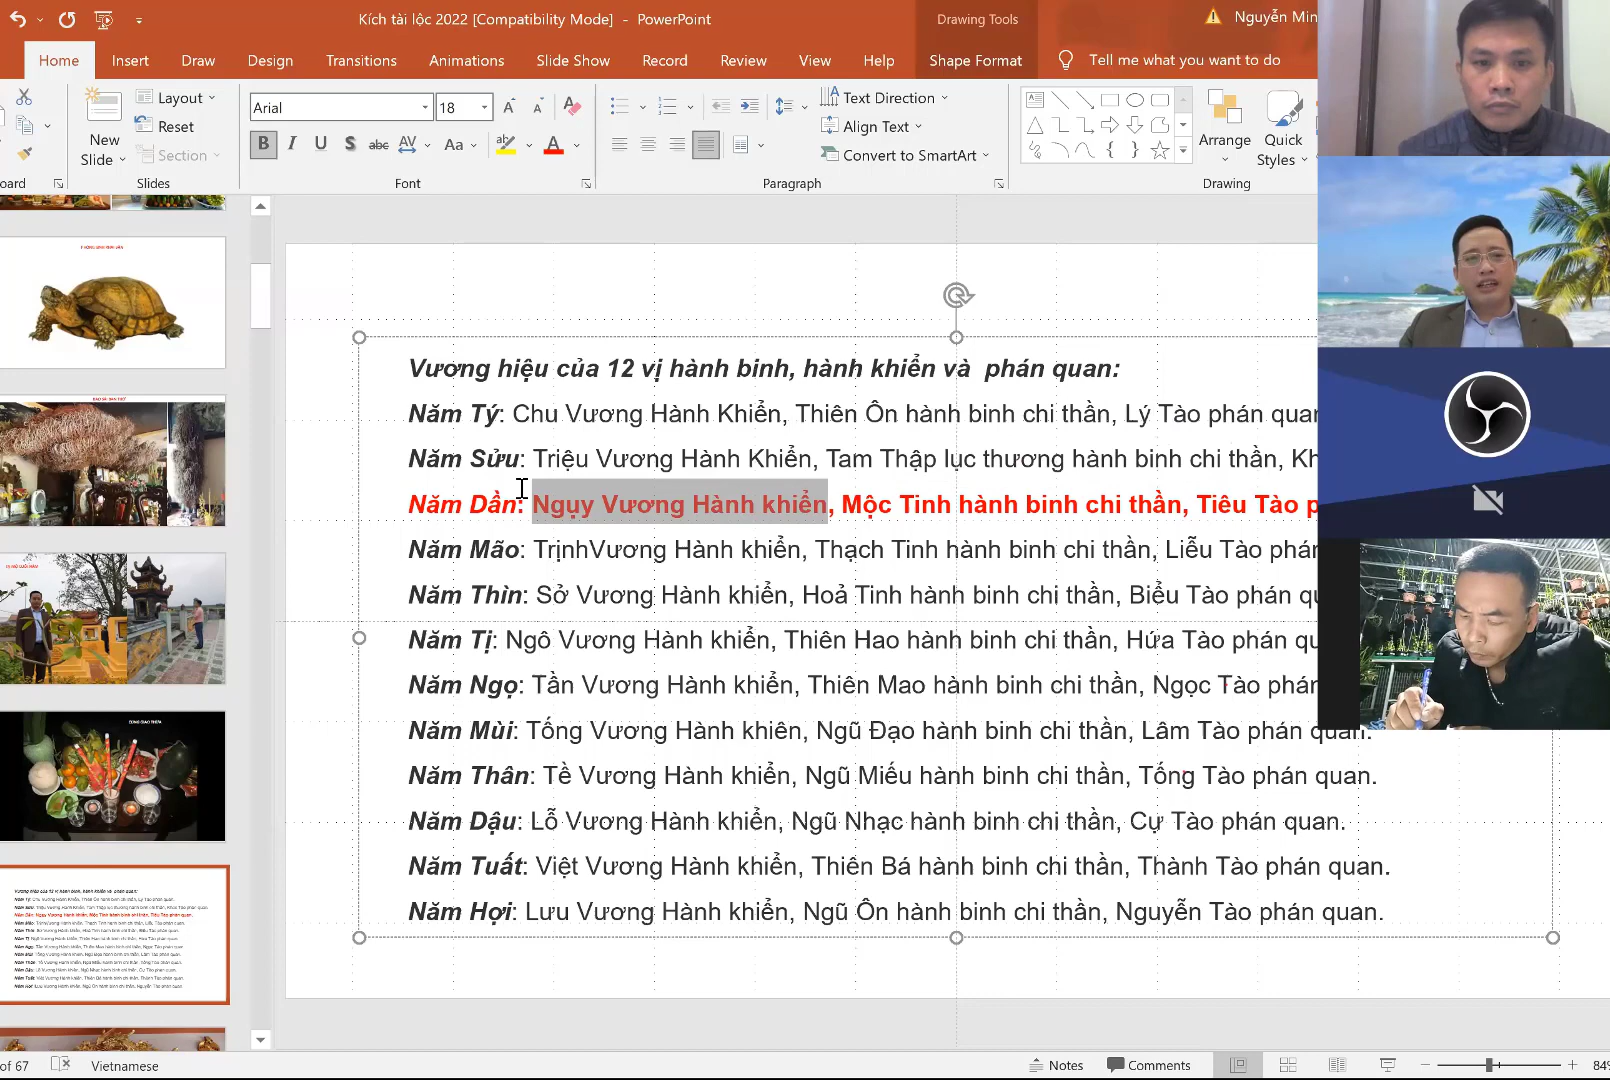 Kích tài lộc 2022 [Compatibility Mode] - PowerPoint
Drawing Tools
Nguyễn Min
Home Insert Draw Design Transitions Animations Slide Show Record Review View Help Shape Format Tell me what you want to do
Layout
Reset
Section
New Slide
Slides
Arial 18
B I U S abc AV Aa A
Font
Text Direction
Align Text
Convert to SmartArt
Paragraph
Arrange
Quick Styles
Drawing
oard
CÚNG GIAO THỪA
Vương hiệu của 12 vị hành binh, hành khiển và phán quan:
Năm Tý: Chu Vương Hành Khiển, Thiên Ôn hành binh chi thần, Lý Tào phán quan
Năm Sửu: Triệu Vương Hành Khiển, Tam Thập lục thương hành binh chi thần, Kh
Năm Dần: Ngụy Vương Hành khiển, Mộc Tinh hành binh chi thần, Tiêu Tào p
Năm Mão: TrịnhVương Hành khiển, Thạch Tinh hành binh chi thần, Liễu Tào phán
Năm Thìn: Sở Vương Hành khiển, Hoả Tinh hành binh chi thần, Biểu Tào phán qu
Năm Tị: Ngô Vương Hành khiển, Thiên Hao hành binh chi thần, Hứa Tào phán qu
Năm Ngọ: Tần Vương Hành khiển, Thiên Mao hành binh chi thần, Ngọc Tào phán
Năm Mùi: Tống Vương Hành khiên, Ngũ Đạo hành binh chi thần, Lâm Tào phán quan.
Năm Thân: Tề Vương Hành khiển, Ngũ Miếu hành binh chi thần, Tống Tào phán quan.
Năm Dậu: Lỗ Vương Hành khiển, Ngũ Nhạc hành binh chi thần, Cự Tào phán quan.
Năm Tuất: Việt Vương Hành khiển, Thiên Bá hành binh chi thần, Thành Tào phán quan.
Năm Hợi: Lưu Vương Hành khiển, Ngũ Ôn hành binh chi thần, Nguyễn Tào phán quan.
of 67 Vietnamese Notes Comments 84%